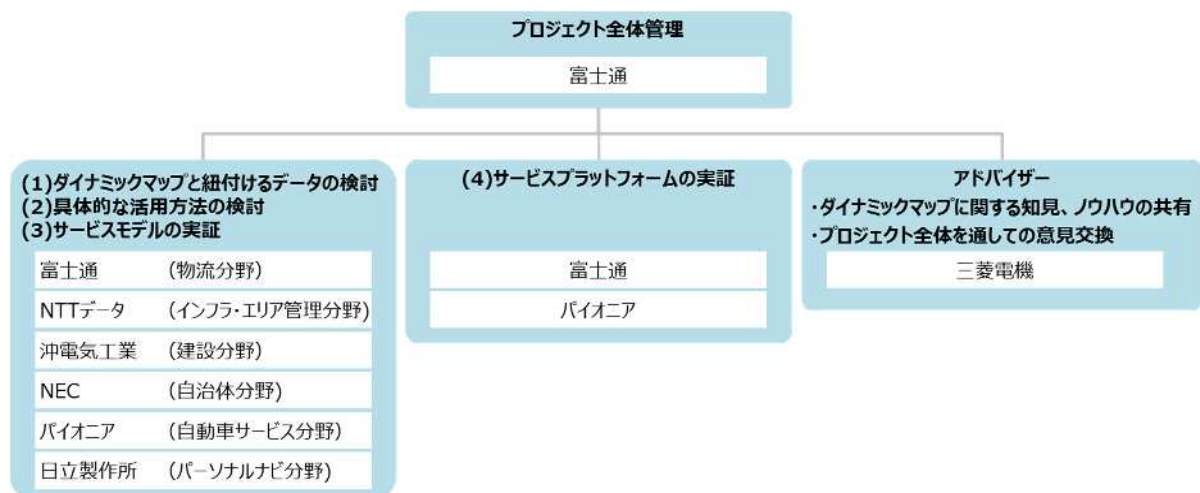 プロジェクト全体管理
富士通
(1)ダイナミックマップと紐付けるデータの検討
(2)具体的な活用方法の検討
(3)サービスモデルの実証
富士通 (物流分野)
NTTデータ (インフラ・エリア管理分野)
沖電気工業 (建設分野)
NEC (自治体分野)
パイオニア (自動車サービス分野)
日立製作所 (パーソナルナビ分野)
(4)サービスプラットフォームの実証
富士通
パイオニア
アドバイザー
・ダイナミックマップに関する知見、ノウハウの共有
・プロジェクト全体を通しての意見交換
三菱電機